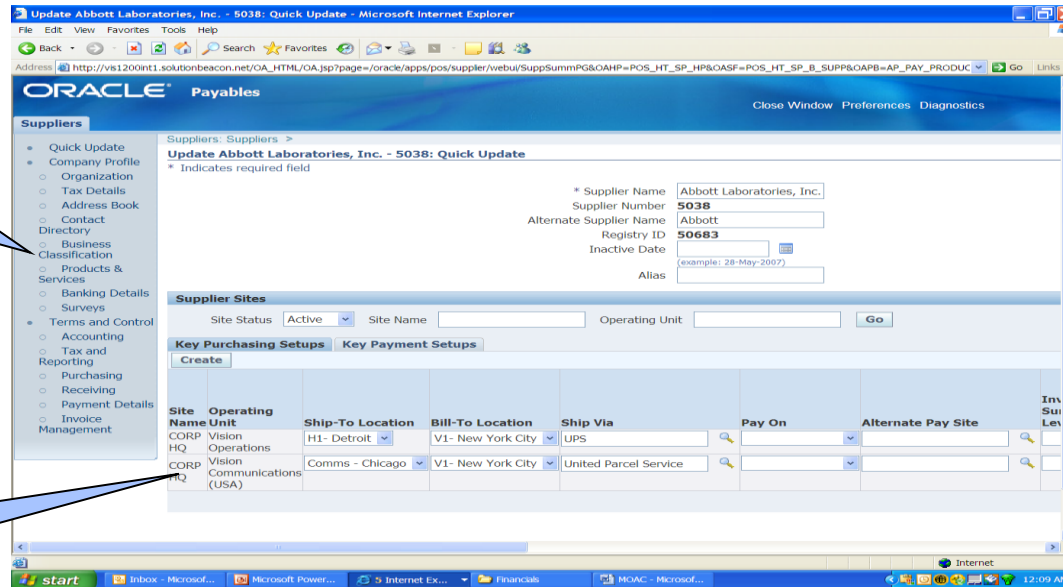 Update Abbott Laboratories, Inc. - 5038: Quick Update - Microsoft Internet Explorer
File Edit View Favorites Tools Help
Back Search Favorites
Address http://vis1200int1.solutionbeacon.net/OA_HTML/OA.jsp?page=/oracle/apps/pos/supplier/webui/SuppSummPG&OAHP=POS_HT_SP_HP&OASF=POS_HT_SP_B_SUPP&OAPB=AP_PAY_PRODUC Go Links
ORACLE Payables
Close Window Preferences Diagnostics
Suppliers
Quick Update
Company Profile
Organization
Tax Details
Address Book
Contact
Directory
Business
Classification
Products &
Services
Banking Details
Surveys
Terms and Control
Accounting
Tax and
Reporting
Purchasing
Receiving
Payment Details
Invoice
Management
Suppliers: Suppliers >
Update Abbott Laboratories, Inc. - 5038: Quick Update
* Indicates required field
* Supplier Name Abbott Laboratories, Inc.
Supplier Number 5038
Alternate Supplier Name Abbott
Registry ID 50683
Inactive Date
(example: 28-May-2007)
Alias
Supplier Sites
Site Status Active Site Name Operating Unit Go
Key Purchasing Setups Key Payment Setups
Create
Site Operating Inv
Name Unit Ship-To Location Bill-To Location Ship Via Pay On Alternate Pay Site
CORP Vision H1- Detroit V1- New York City UPS
HQ Operations
CORP Vision Comms - Chicago V1- New York City United Parcel Service
HQ Communications
(USA)
Internet
start Inbox - Microsof... Microsoft Power... 5 Internet Ex... Financials MOAC - Microsof... 12:09